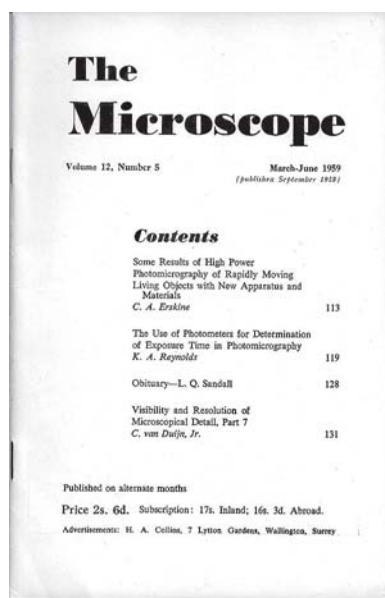 The
Microscope
Volume 12, Number 5
March-June 1959
(published September 1959)
Contents
Some Results of High Power
Photomicrography of Rapidly Moving
Living Objects with New Apparatus and
Materials
C. A. Erskine 113
The Use of Photometers for Determination
of Exposure Time in Photomicrography
K. A. Reynolds 119
Obituary—L. Q. Sandall 128
Visibility and Resolution of
Microscopical Detail, Part 7
C. van Duijn, Jr. 131
Published on alternate months
Price 2s. 6d. Subscription: 17s. Inland; 16s. 3d. Abroad.
Advertisements: H. A. Collins, 7 Lytton Gardens, Wallington, Surrey